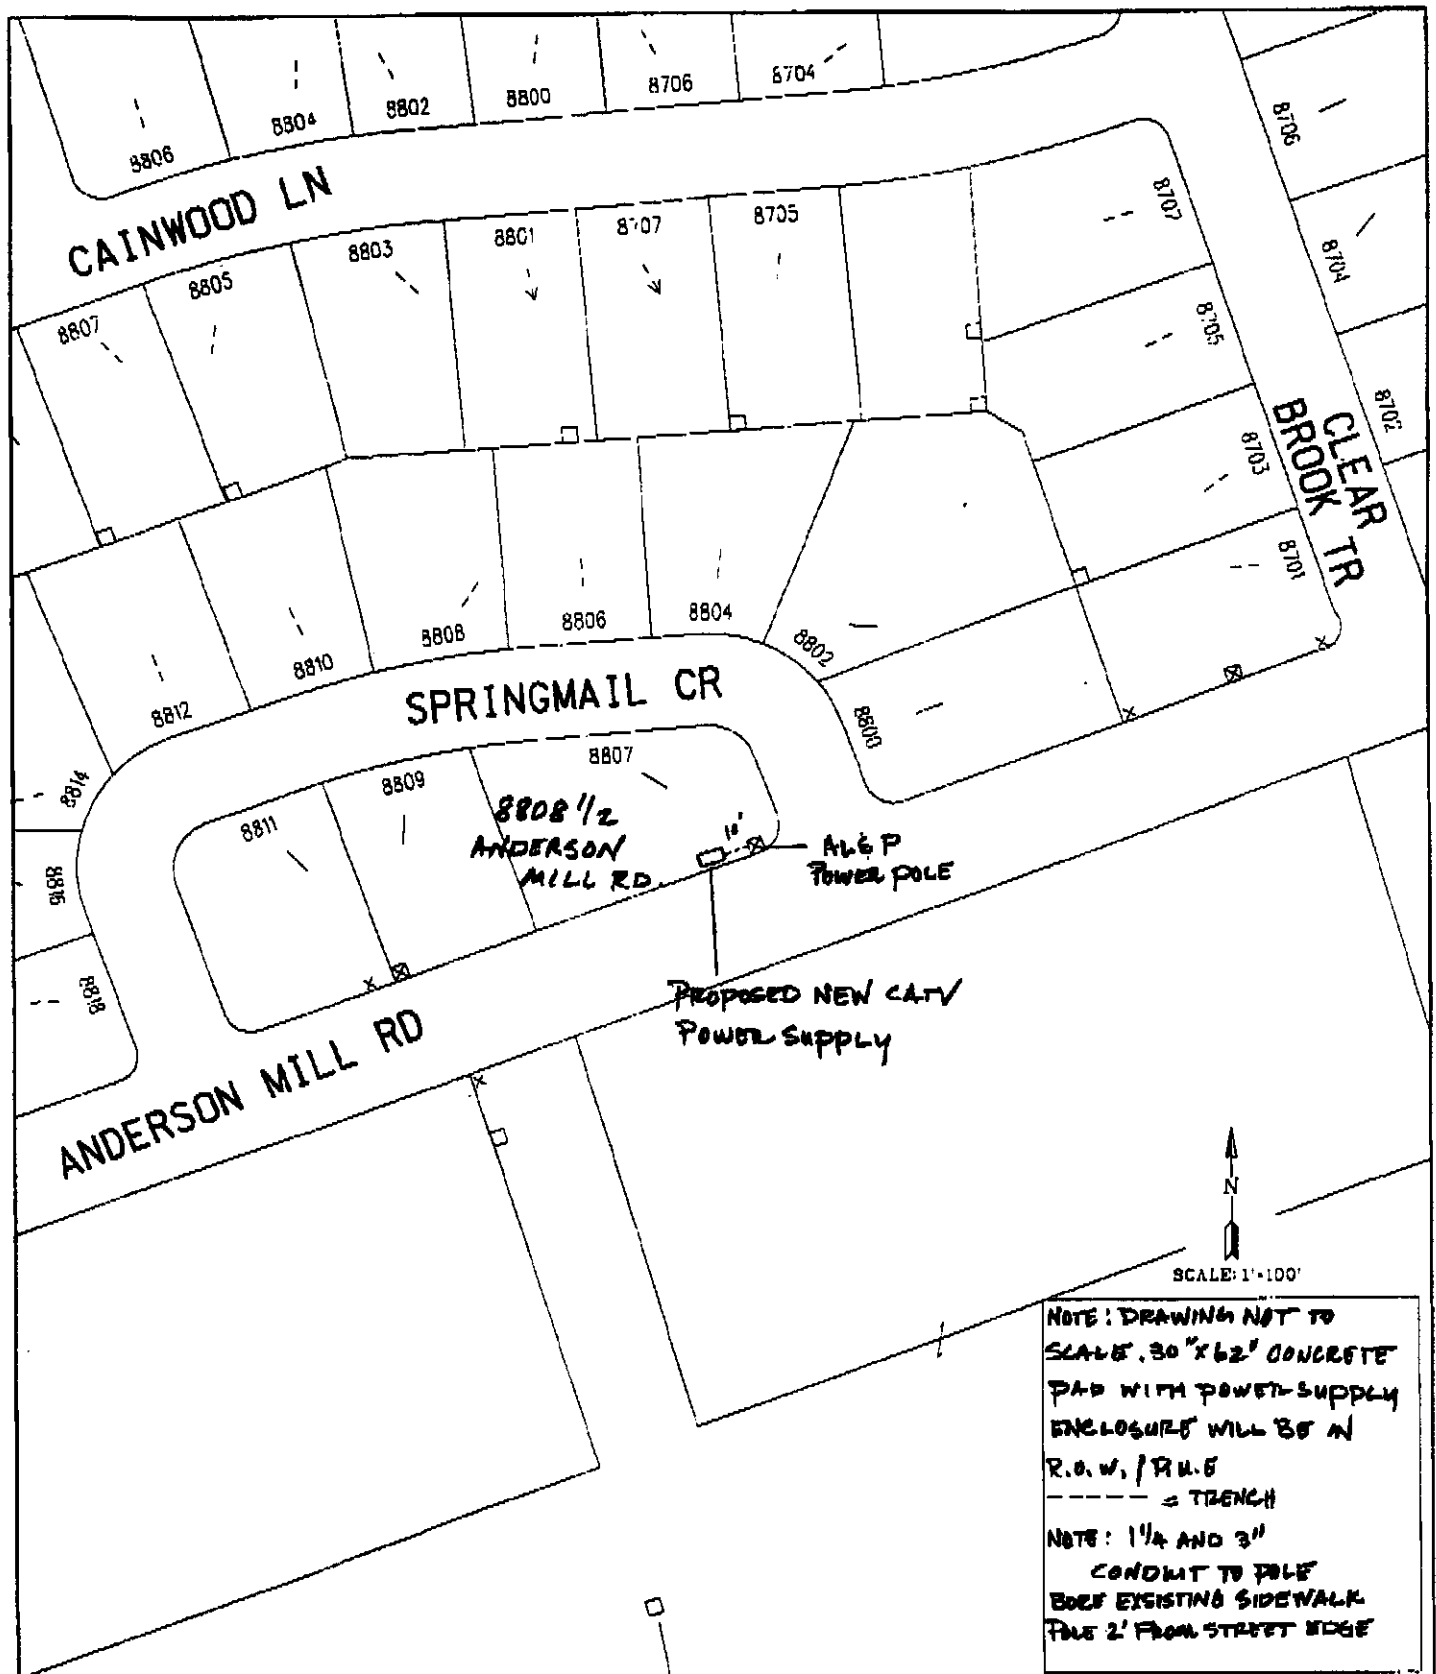 8806
8804
8802
8800
8706
8704
8706
8704
8702
CAINWOOD LN
8807
8805
8803
8801
8707
8705
8707
8705
8703
8701
CLEAR
BROOK TR
8814
8812
8810
8808
8806
8804
8802
8800
SPRINGMAIL CR
8816
8818
8811
8809
8807
8808 1/2
ANDERSON
MILL RD.
10'
AL&P
POWER POLE
PROPOSED NEW CATV
POWER SUPPLY
ANDERSON MILL RD
N
SCALE: 1"=100'
NOTE: DRAWING NOT TO
SCALE. 30" X 62" CONCRETE
PAD WITH POWER SUPPLY
ENCLOSURE WILL BE IN
R.O.W. / P.U.E
------ = TRENCH
NOTE: 1 1/4 AND 3"
CONDUIT TO POLE
BORE EXSISTING SIDEWALK
POLE 2' FROM STREET EDGE